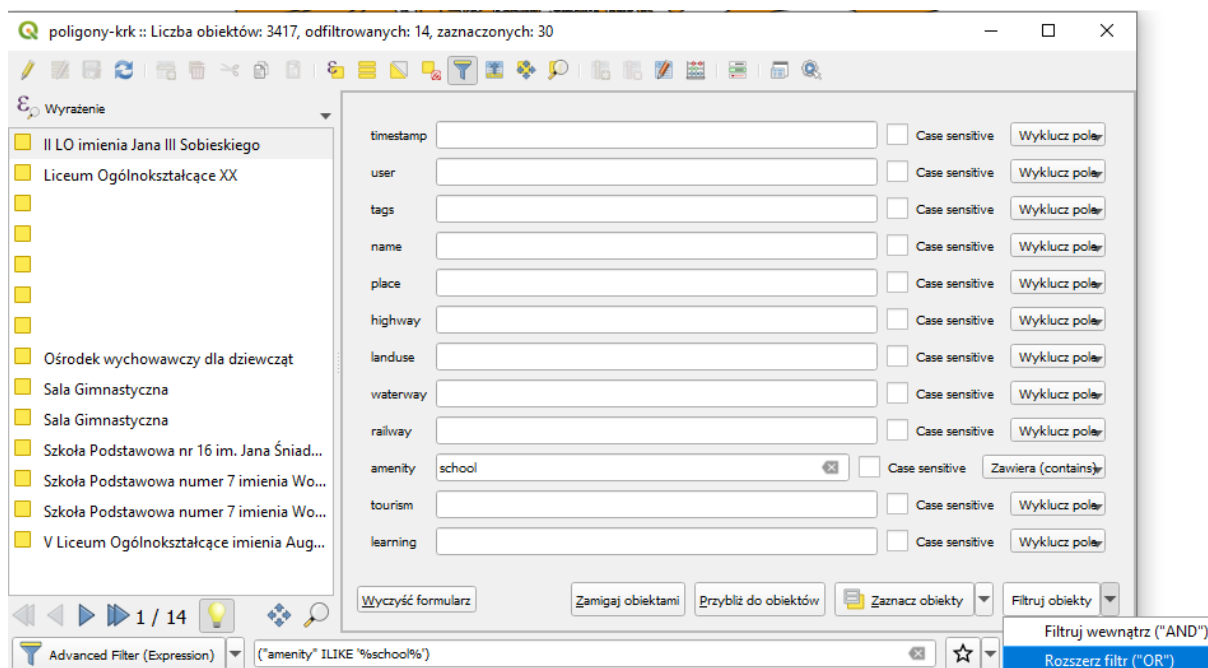 poligony-krk :: Liczba obiektów: 3417, odfiltrowanych: 14, zaznaczonych: 30
Wyrażenie
II LO imienia Jana III Sobieskiego
Liceum Ogólnokształcące XX
Ośrodek wychowawczy dla dziewcząt
Sala Gimnastyczna
Sala Gimnastyczna
Szkoła Podstawowa nr 16 im. Jana Śniad...
Szkoła Podstawowa numer 7 imienia Wo...
Szkoła Podstawowa numer 7 imienia Wo...
V Liceum Ogólnokształcące imienia Aug...
1 / 14
timestamp Case sensitive Wyklucz pole
user Case sensitive Wyklucz pole
tags Case sensitive Wyklucz pole
name Case sensitive Wyklucz pole
place Case sensitive Wyklucz pole
highway Case sensitive Wyklucz pole
landuse Case sensitive Wyklucz pole
waterway Case sensitive Wyklucz pole
railway Case sensitive Wyklucz pole
amenity school Case sensitive Zawiera (contains)
tourism Case sensitive Wyklucz pole
learning Case sensitive Wyklucz pole
Wyczyść formularz Zamigaj obiektami Przybliż do obiektów Zaznacz obiekty Filtruj obiekty
Filtruj wewnątrz ("AND")
Rozszerz filtr ("OR")
Advanced Filter (Expression) ("amenity" ILIKE '%school%')